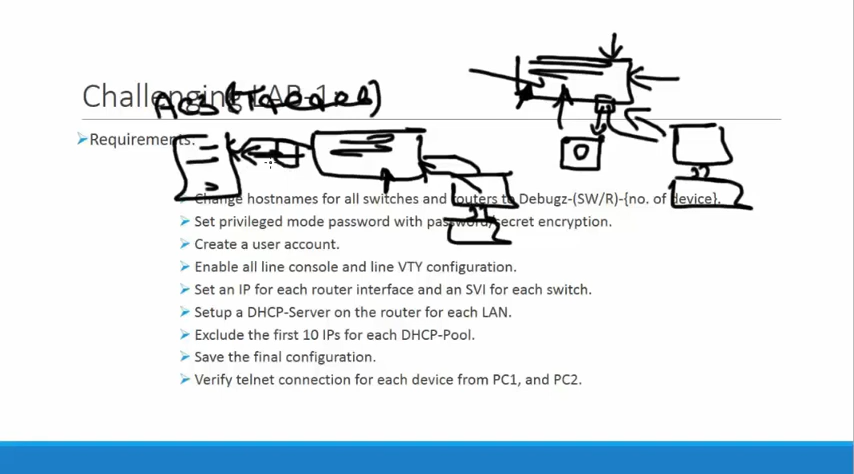 Challenging LAB-1
ACS (
Requirements:
Change hostnames for all switches and routers to Debugz-(SW/R)-{no. of device}.
Set privileged mode password with password/secret encryption.
Create a user account.
Enable all line console and line VTY configuration.
Set an IP for each router interface and an SVI for each switch.
Setup a DHCP-Server on the router for each LAN.
Exclude the first 10 IPs for each DHCP-Pool.
Save the final configuration.
Verify telnet connection for each device from PC1, and PC2.